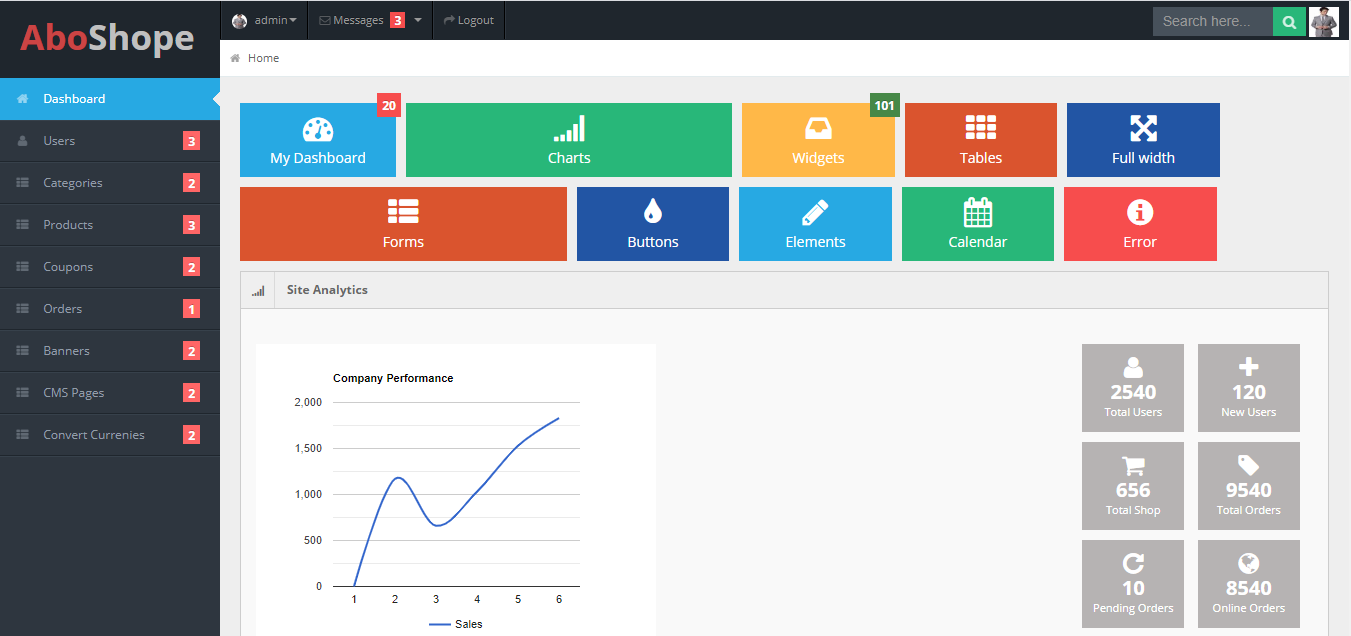 AboShope
admin
Messages 3
Logout
Search here...
Home
Dashboard
Users 3
Categories 2
Products 3
Coupons 2
Orders 1
Banners 2
CMS Pages 2
Convert Currenies 2
20
My Dashboard
Charts
101
Widgets
Tables
Full width
Forms
Buttons
Elements
Calendar
Error
Site Analytics
Company Performance
2,000
1,500
1,000
500
0
1 2 3 4 5 6
Sales
2540
Total Users
120
New Users
656
Total Shop
9540
Total Orders
10
Pending Orders
8540
Online Orders